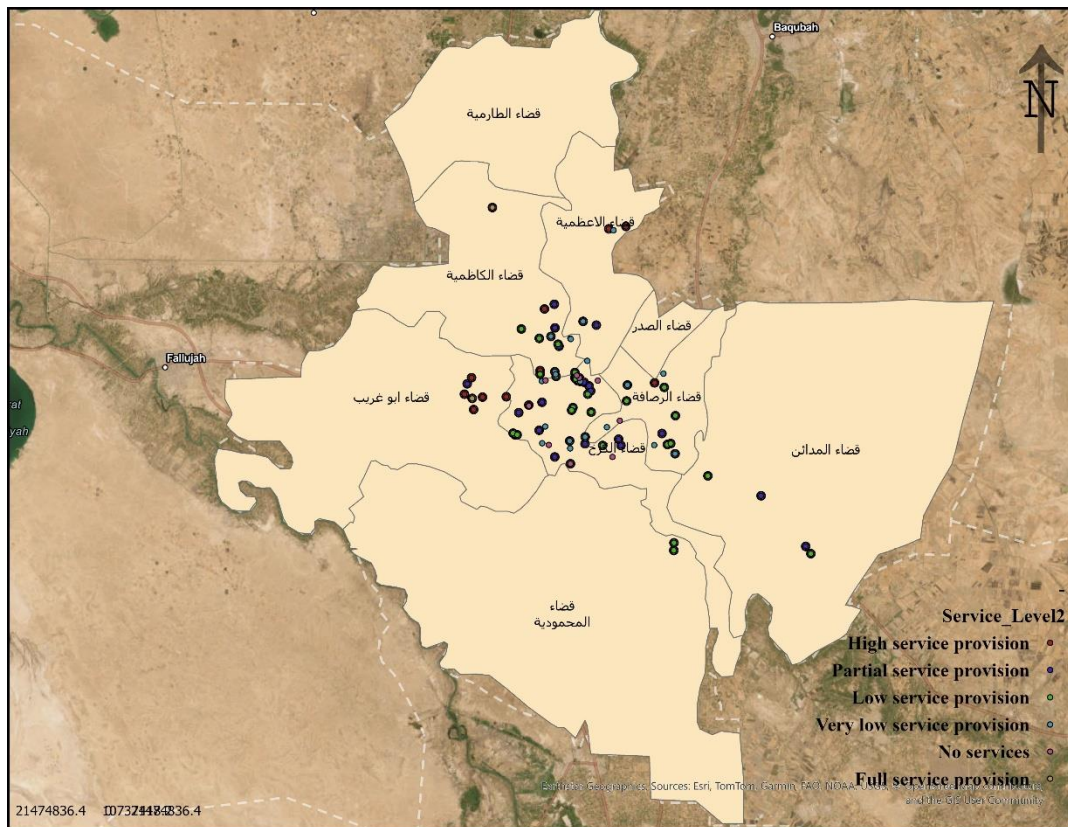 Baqubah
N
قضاء الطارمية
قضاء الاعظمية
قضاء الكاظمية
قضاء الصدر
Fallujah
قضاء ابو غريب
قضاء الرصافة
قضاء الكرخ
قضاء المدائن
قضاء
المحمودية
-
Service_Level2
High service provision
Partial service provision
Low service provision
Very low service provision
No services
Full service provision
Earthstar Geographics, Sources: Esri, TomTom, Garmin, FAO, NOAA, USGS,
and the GIS User Community
21474836.4